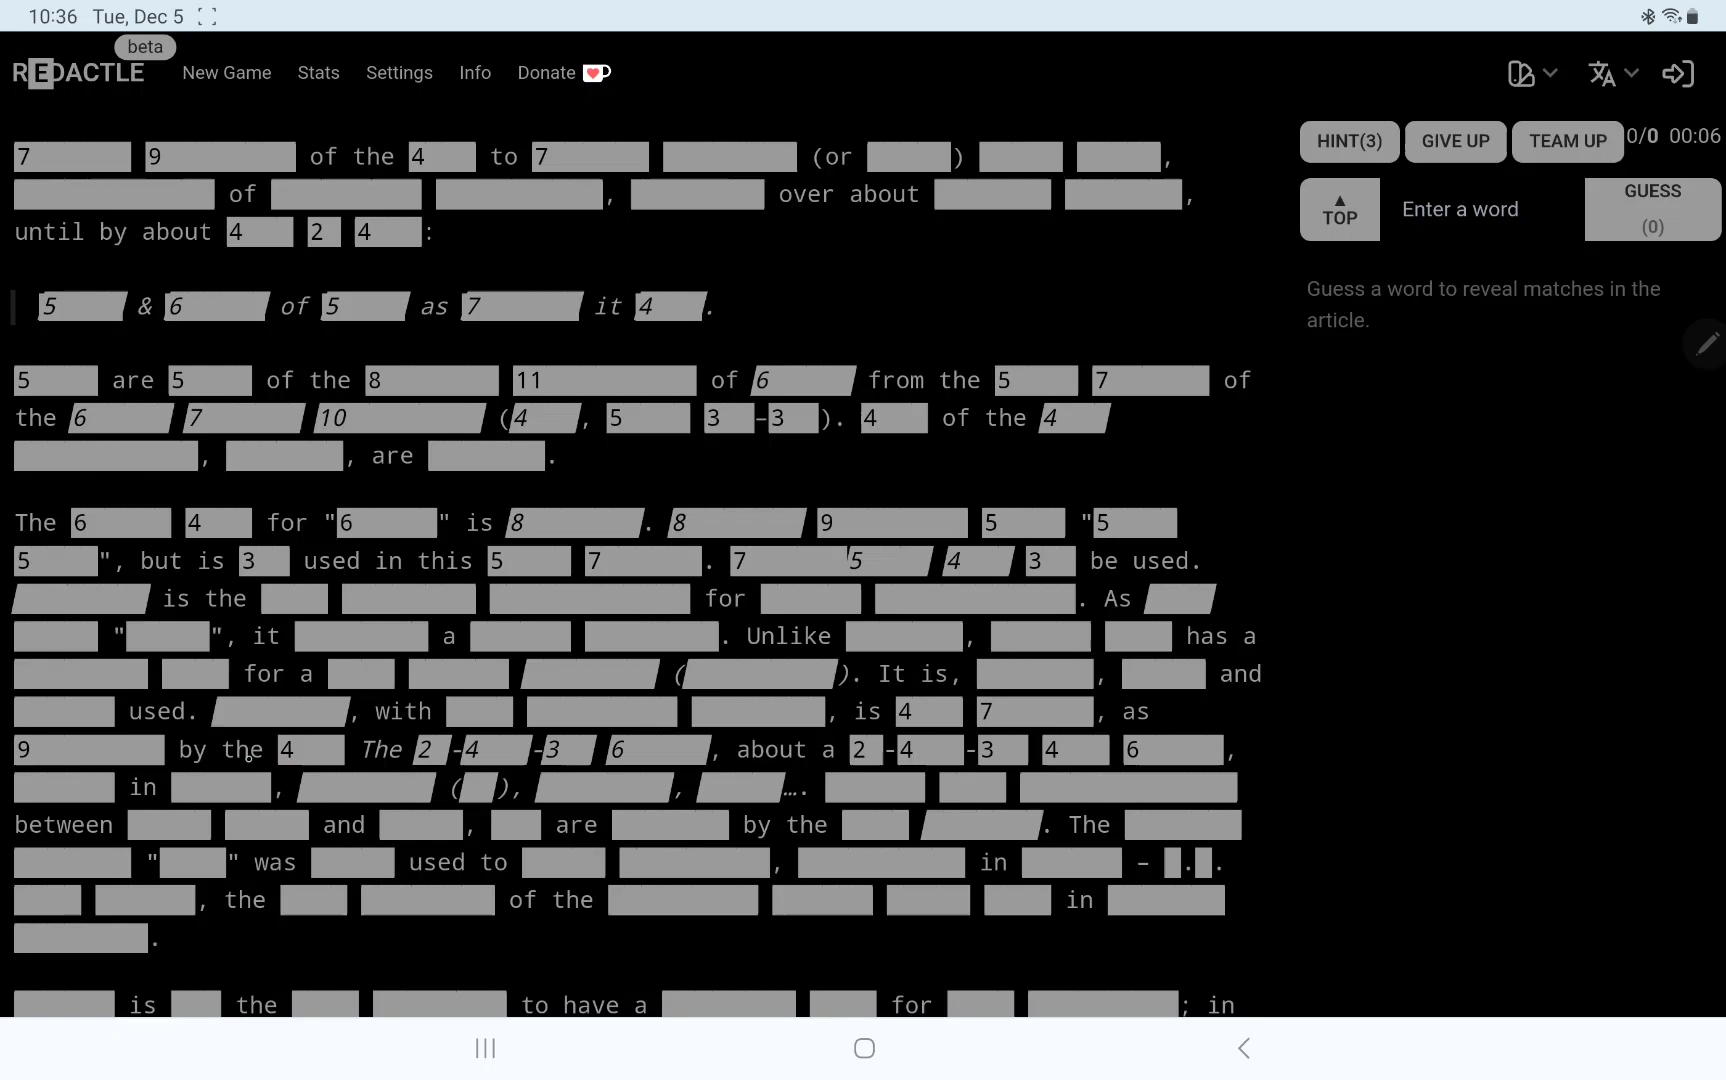 10:36 Tue, Dec 5
beta
REDACTLE New Game Stats Settings Info Donate
7 9 of the 4 to 7 (or ) ,
of , over about ,
until by about 4 2 4 :
5 & 6 of 5 as 7 it 4 .
5 are 5 of the 8 11 of 6 from the 5 7 of
the 6 7 10 (4 , 5 3 –3 ). 4 of the 4
, , are .
The 6 4 for "6 " is 8 . 8 9 5 "5
5 ", but is 3 used in this 5 7 . 7 '5 4 3 be used.
is the for . As
" ", it a . Unlike , has a
for a ( ). It is, , and
used. , with , is 4 7 , as
9 by the 4 The 2 -4 -3 6 , about a 2 -4 -3 4 6 ,
in , ( ), , …. 
between and , are by the . The
" " was used to , in – . .
, the of the in
.
is the to have a for ; in
HINT(3) GIVE UP TEAM UP 0/0 00:06
▲
TOP Enter a word GUESS
(0)
Guess a word to reveal matches in the
article.